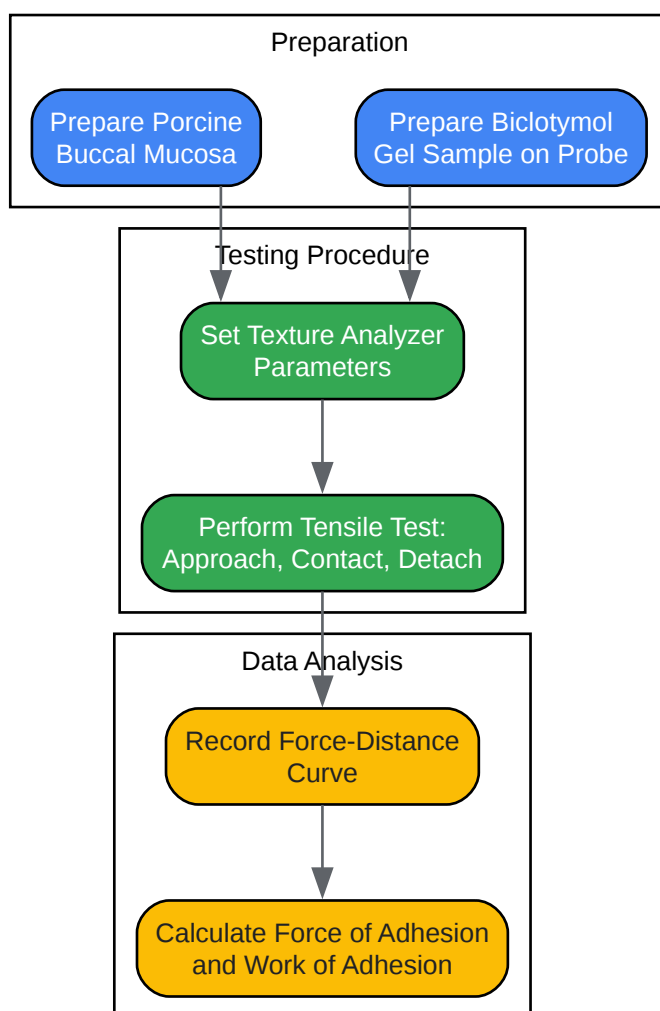 Preparation
Prepare Porcine
Buccal Mucosa
Prepare Biclotymol
Gel Sample on Probe
Testing Procedure
Set Texture Analyzer
Parameters
Perform Tensile Test:
Approach, Contact, Detach
Data Analysis
Record Force-Distance
Curve
Calculate Force of Adhesion
and Work of Adhesion